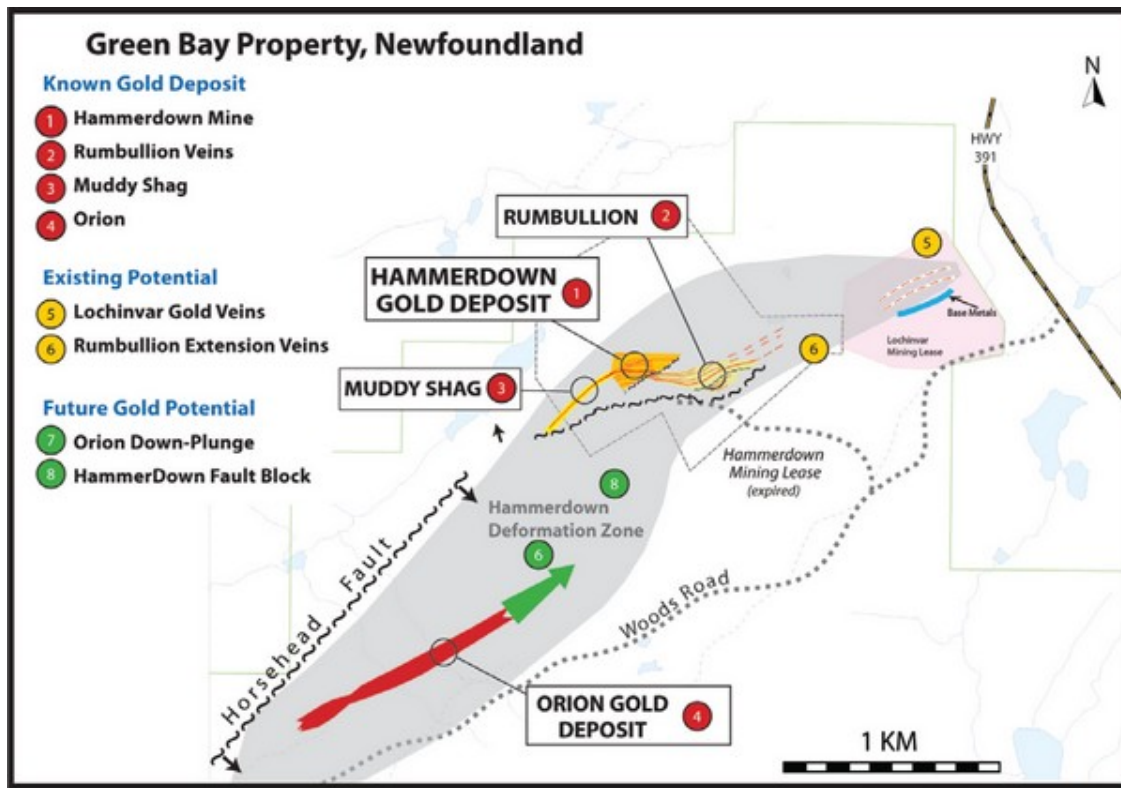 Green Bay Property, Newfoundland
Known Gold Deposit
1 Hammerdown Mine
2 Rumbullion Veins
3 Muddy Shag
4 Orion
Existing Potential
5 Lochinvar Gold Veins
6 Rumbullion Extension Veins
Future Gold Potential
7 Orion Down-Plunge
8 HammerDown Fault Block
N
HWY
391
RUMBULLION 2
5
HAMMERDOWN
GOLD DEPOSIT 1
Base Metals
Lochinvar
Mining Lease
6
MUDDY SHAG 3
Hammerdown
Mining Lease
(expired)
8
Hammerdown
Deformation Zone
6
Horsehead Fault
Woods Road
ORION GOLD
DEPOSIT 4
1 KM